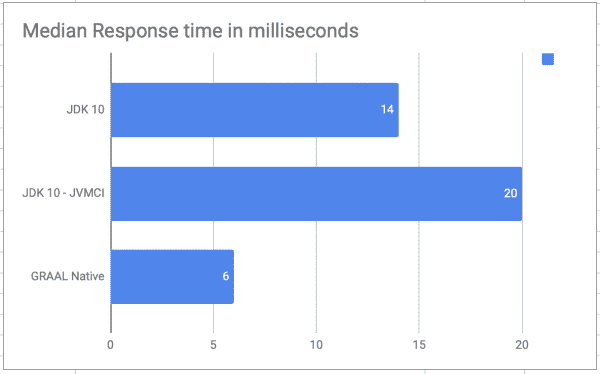 Median Response time in milliseconds
JDK 10
14
JDK 10 - JVMCI
20
GRAAL Native
6
0 5 10 15 20